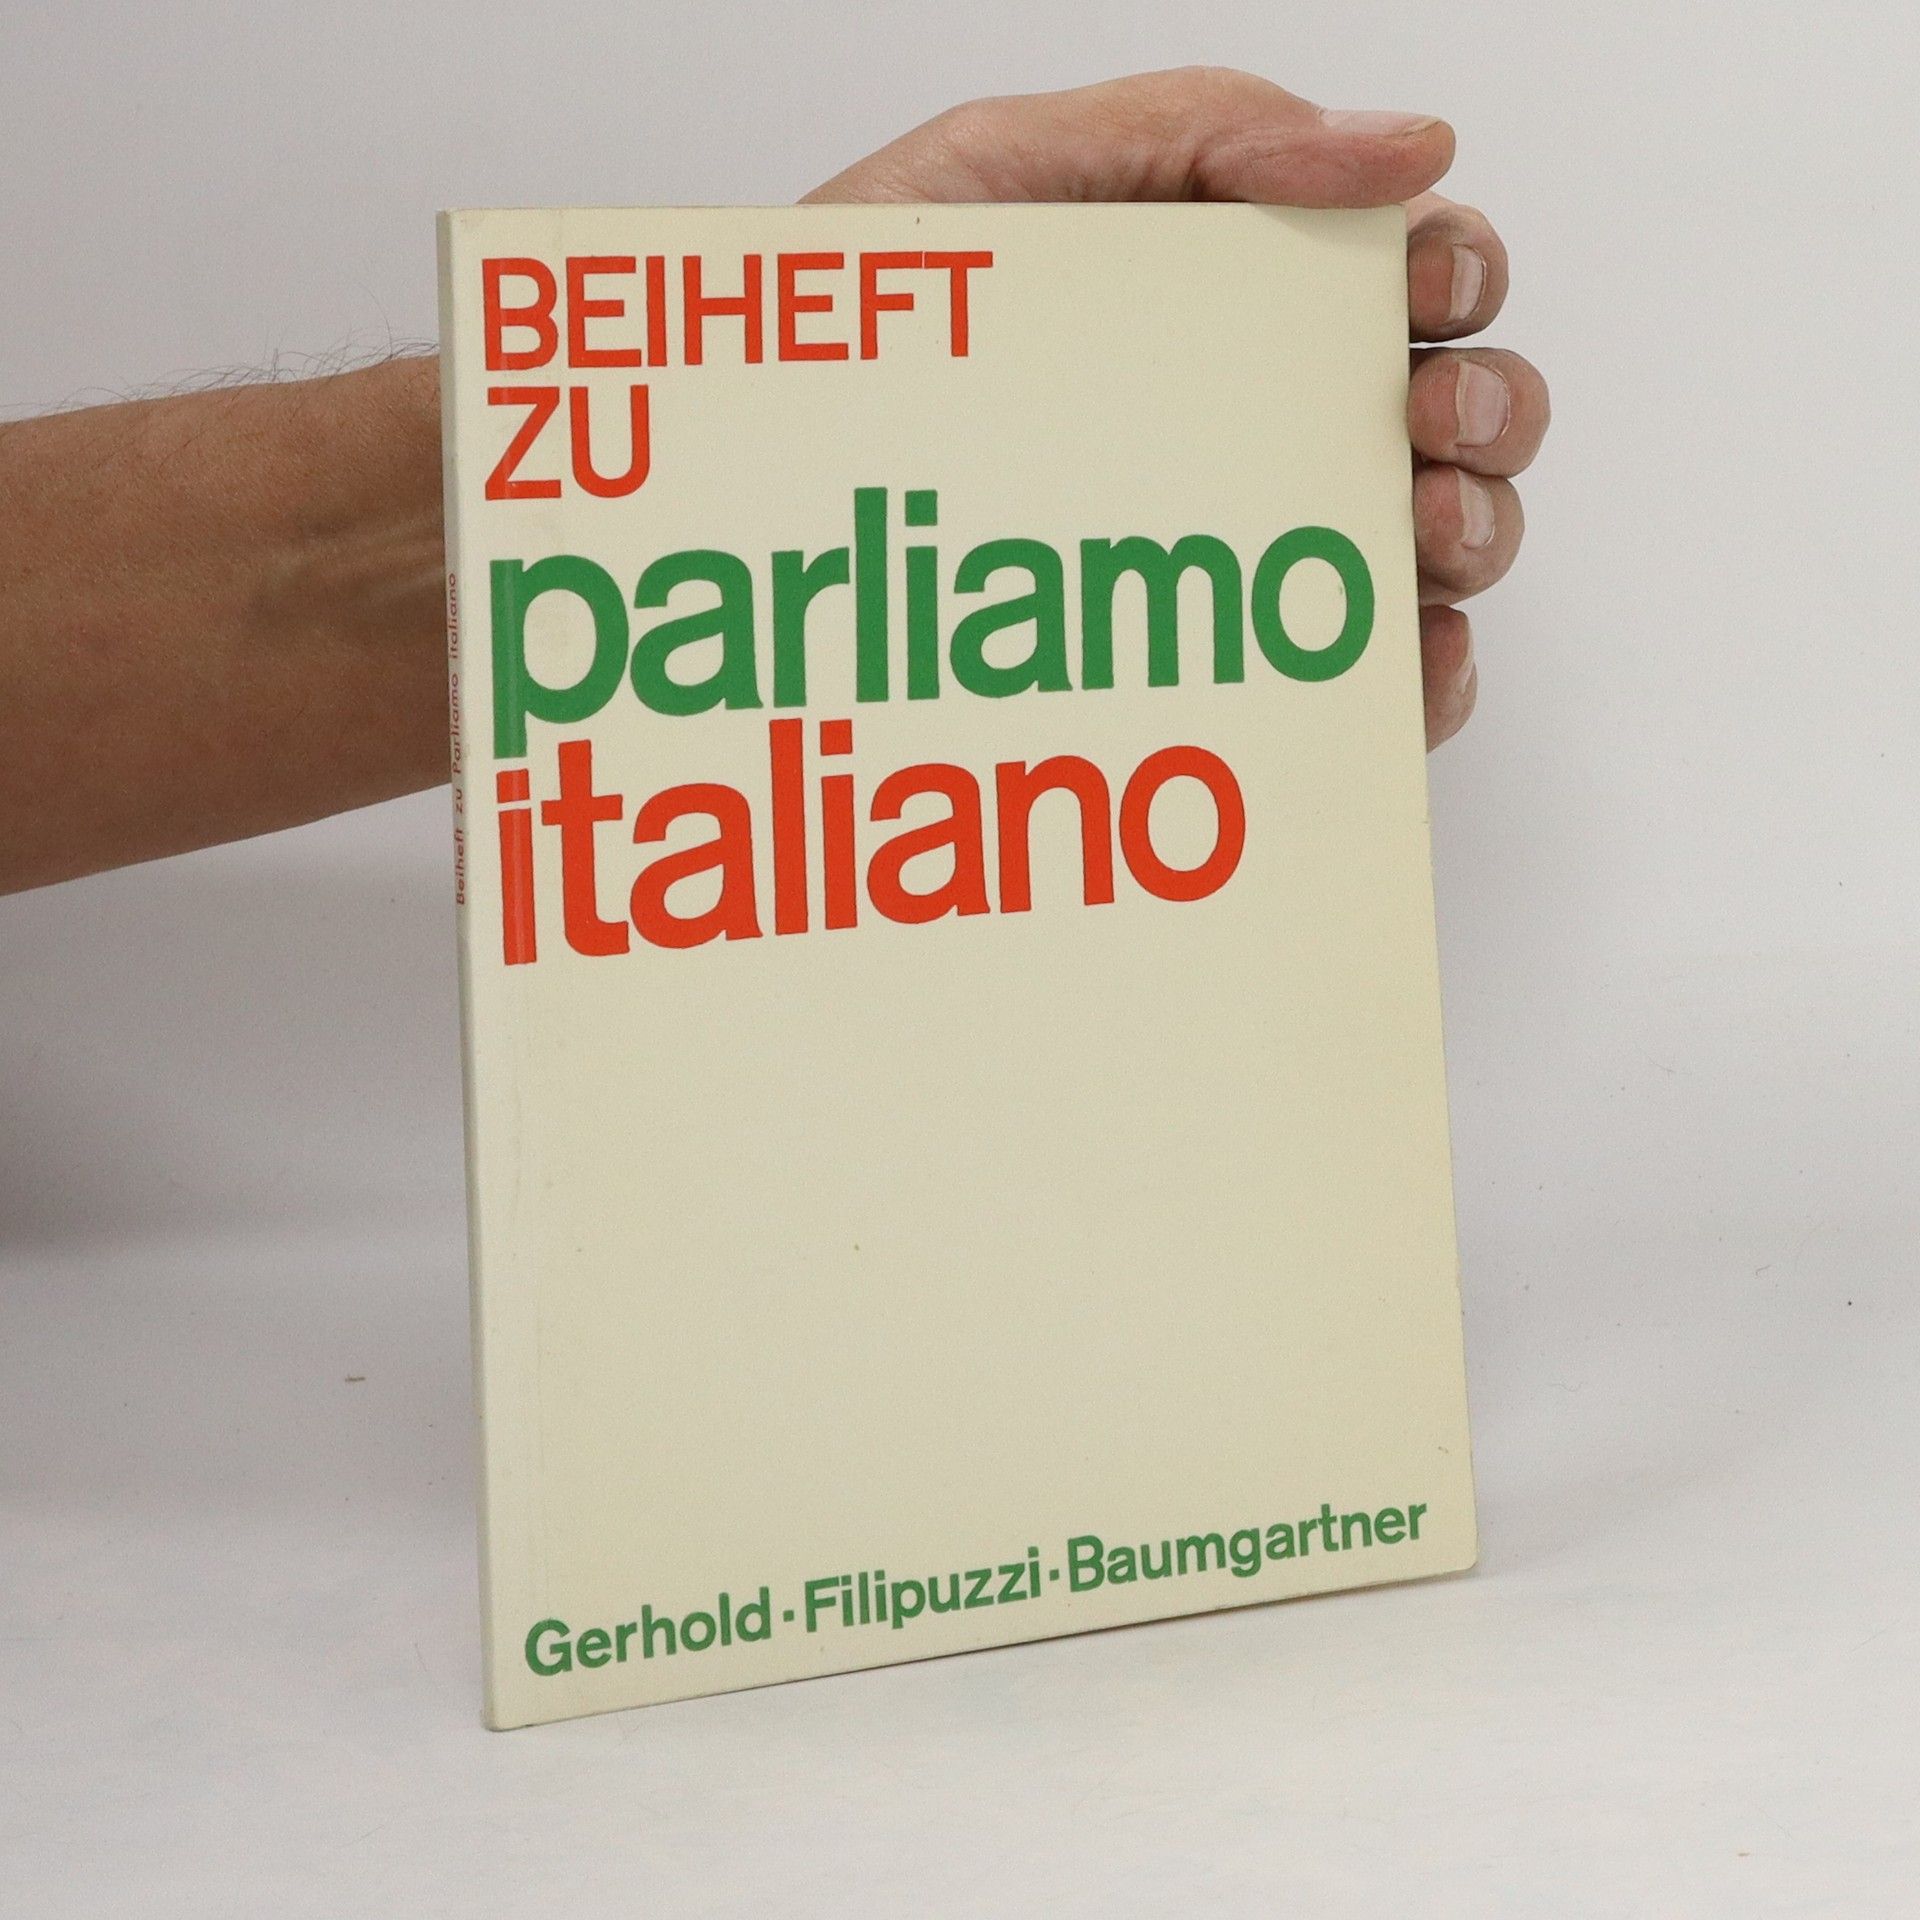 BEIHEFT
ZU
parliamo
italiano
Gerhold · Filipuzzi · Baumgartner
Beiheft zu Parliamo italiano